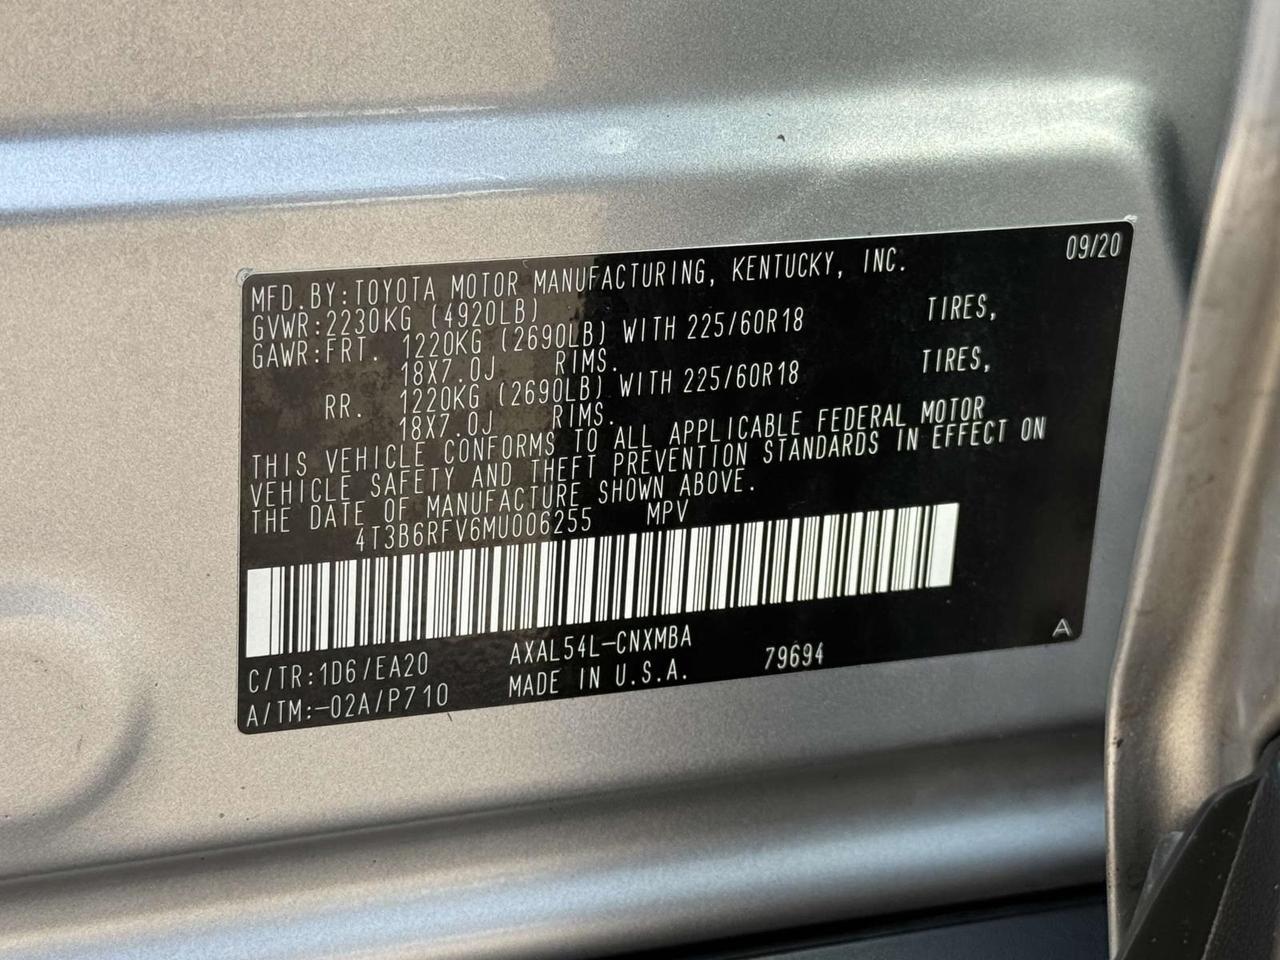 09/20
MFD.BY:TOYOTA MOTOR MANUFACTURING, KENTUCKY, INC.
GVWR:2230KG (4920LB)
GAWR:FRT. 1220KG (2690LB) WITH 225/60R18 TIRES,
18X7.0J RIMS.
RR. 1220KG (2690LB) WITH 225/60R18 TIRES,
18X7.0J RIMS.
THIS VEHICLE CONFORMS TO ALL APPLICABLE FEDERAL MOTOR
VEHICLE SAFETY AND THEFT PREVENTION STANDARDS IN EFFECT ON
THE DATE OF MANUFACTURE SHOWN ABOVE.
4T3B6RFV6MU006255 MPV
C/TR:1D6/EA20 AXAL54L-CNXMBA 79694 A
A/TM:-02A/P710 MADE IN U.S.A.